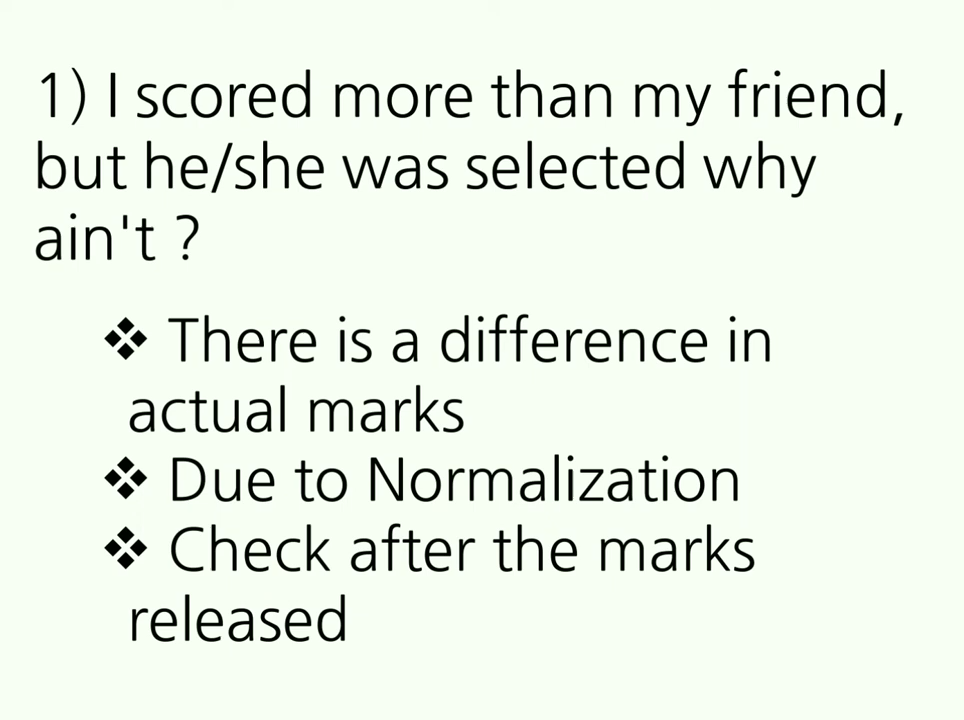 1) I scored more than my friend,
but he/she was selected why
ain't ?
❖ There is a difference in
actual marks
❖ Due to Normalization
❖ Check after the marks
released